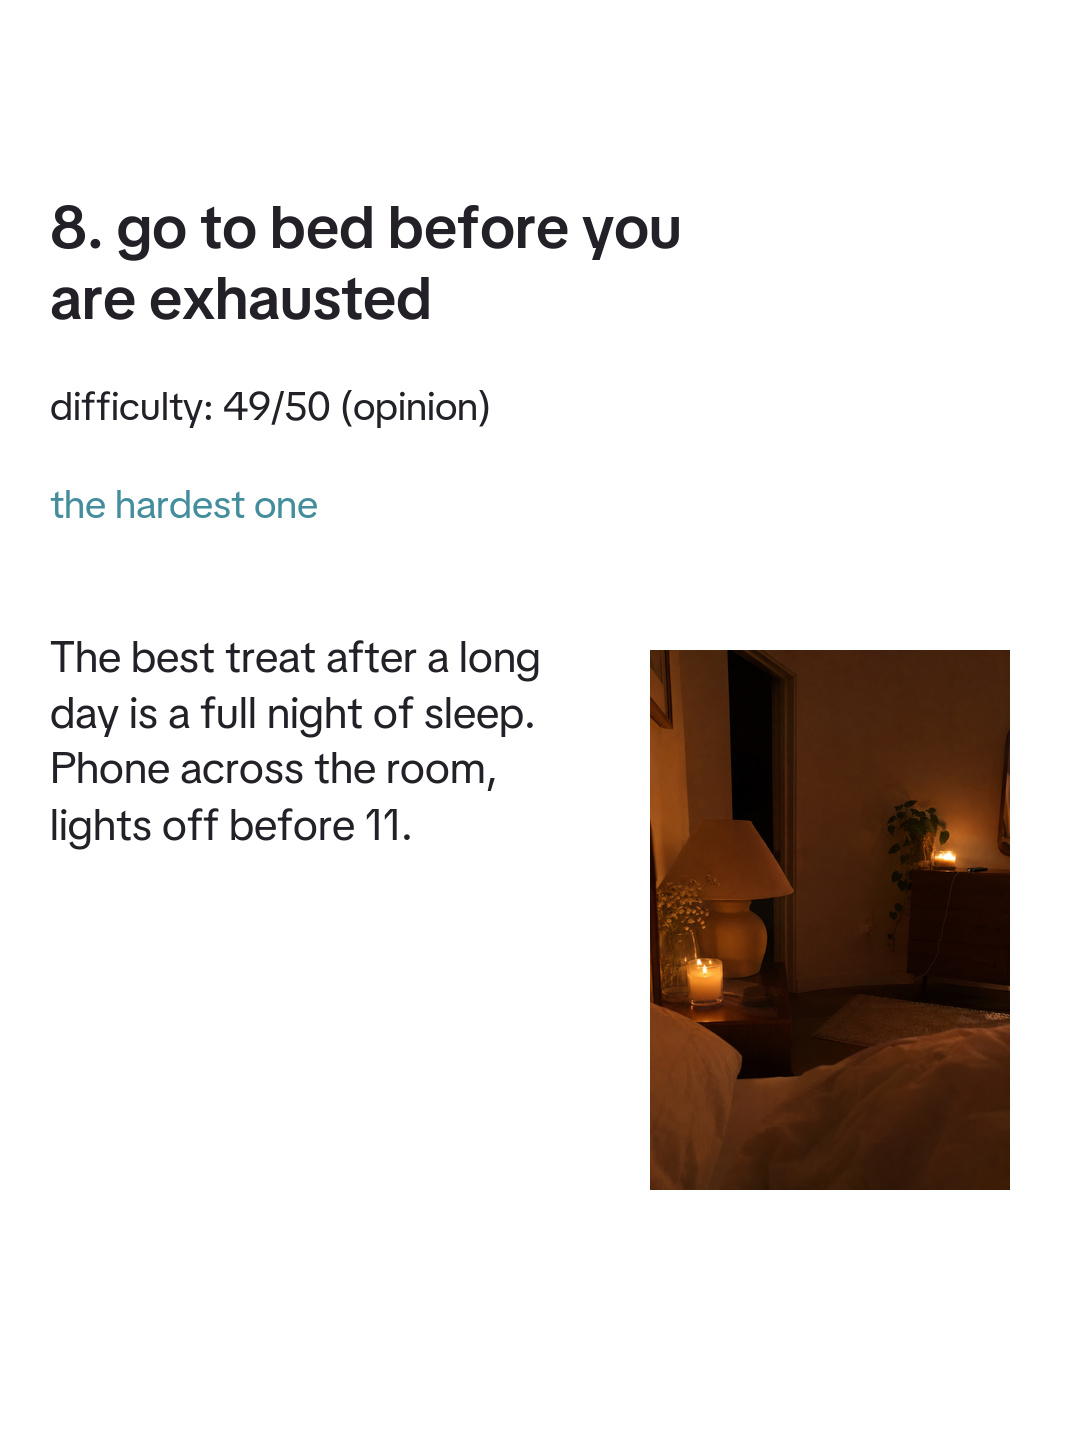 8. go to bed before you
are exhausted
difficulty: 49/50 (opinion)
the hardest one
The best treat after a long
day is a full night of sleep.
Phone across the room,
lights off before 11.